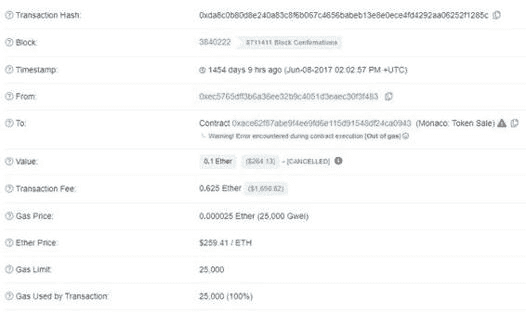 Transaction Hash: 0xda8c0b80d8e240a83c8f6b067c4656babeb13e8e0ece4fd4292aa06252f1285c
Block: 3840222 8711411 Block Confirmations
Timestamp: 1454 days 9 hrs ago (Jun-08-2017 02:02:57 PM +UTC)
From: 0xec5765dff3b6a36ee32b9c4051d3eaec30f3f483
To: Contract 0xace62f87abe9f4ee9fd6e115d91548df24ca0943 (Monaco: Token Sale)
Warning! Error encountered during contract execution [Out of gas]
Value: 0.1 Ether ($264.13) - [CANCELLED]
Transaction Fee: 0.625 Ether ($1,650.82)
Gas Price: 0.000025 Ether (25,000 Gwei)
Ether Price: $259.41 / ETH
Gas Limit: 25,000
Gas Used by Transaction: 25,000 (100%)